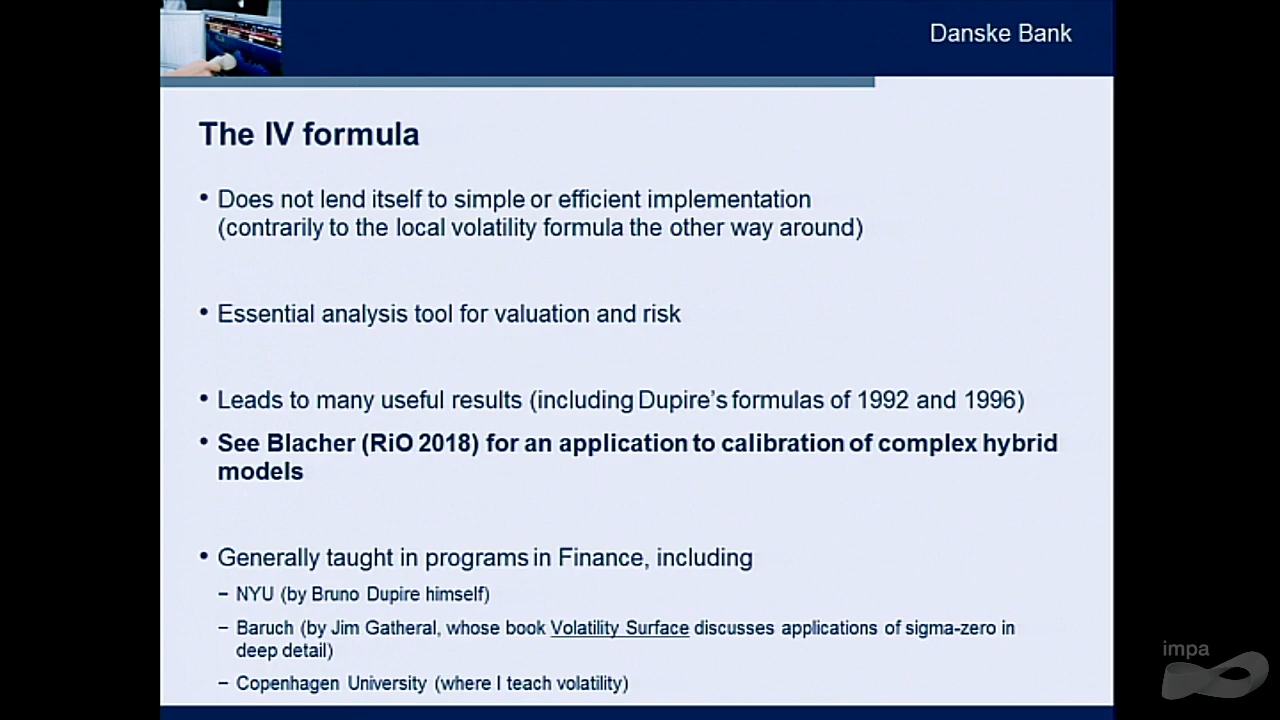 Danske Bank
The IV formula
• Does not lend itself to simple or efficient implementation
(contrarily to the local volatility formula the other way around)
• Essential analysis tool for valuation and risk
• Leads to many useful results (including Dupire's formulas of 1992 and 1996)
• See Blacher (RiO 2018) for an application to calibration of complex hybrid
models
• Generally taught in programs in Finance, including
– NYU (by Bruno Dupire himself)
– Baruch (by Jim Gatheral, whose book Volatility Surface discusses applications of sigma-zero in
deep detail)
– Copenhagen University (where I teach volatility)
impa